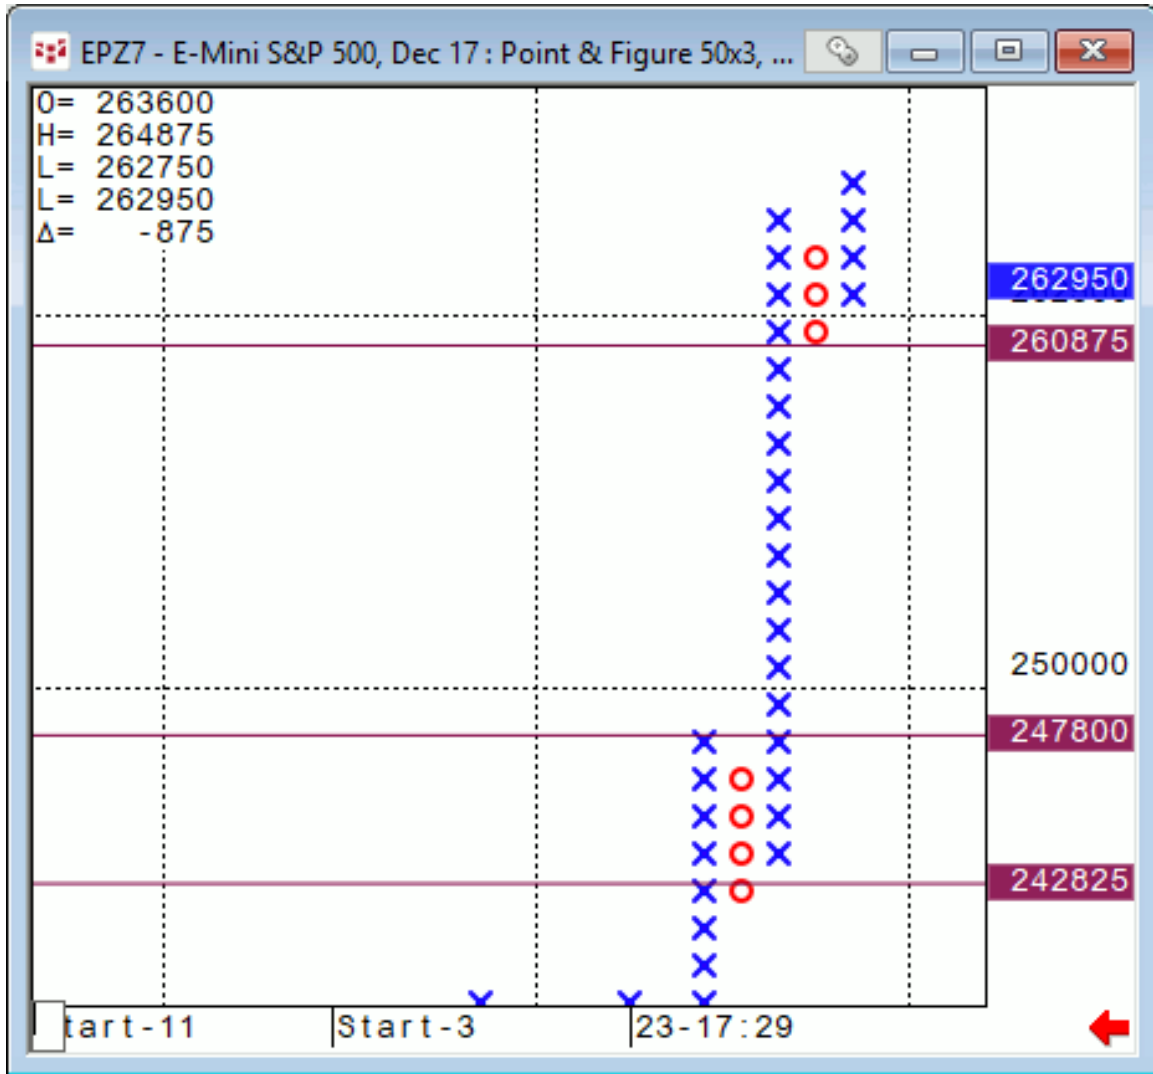 EPZ7 - E-Mini S&P 500, Dec 17 : Point & Figure 50x3, ...
O= 263600
H= 264875
L= 262750
L= 262950
Δ= -875
262950
260875
250000
247800
242825
tart-11
Start-3
23-17:29